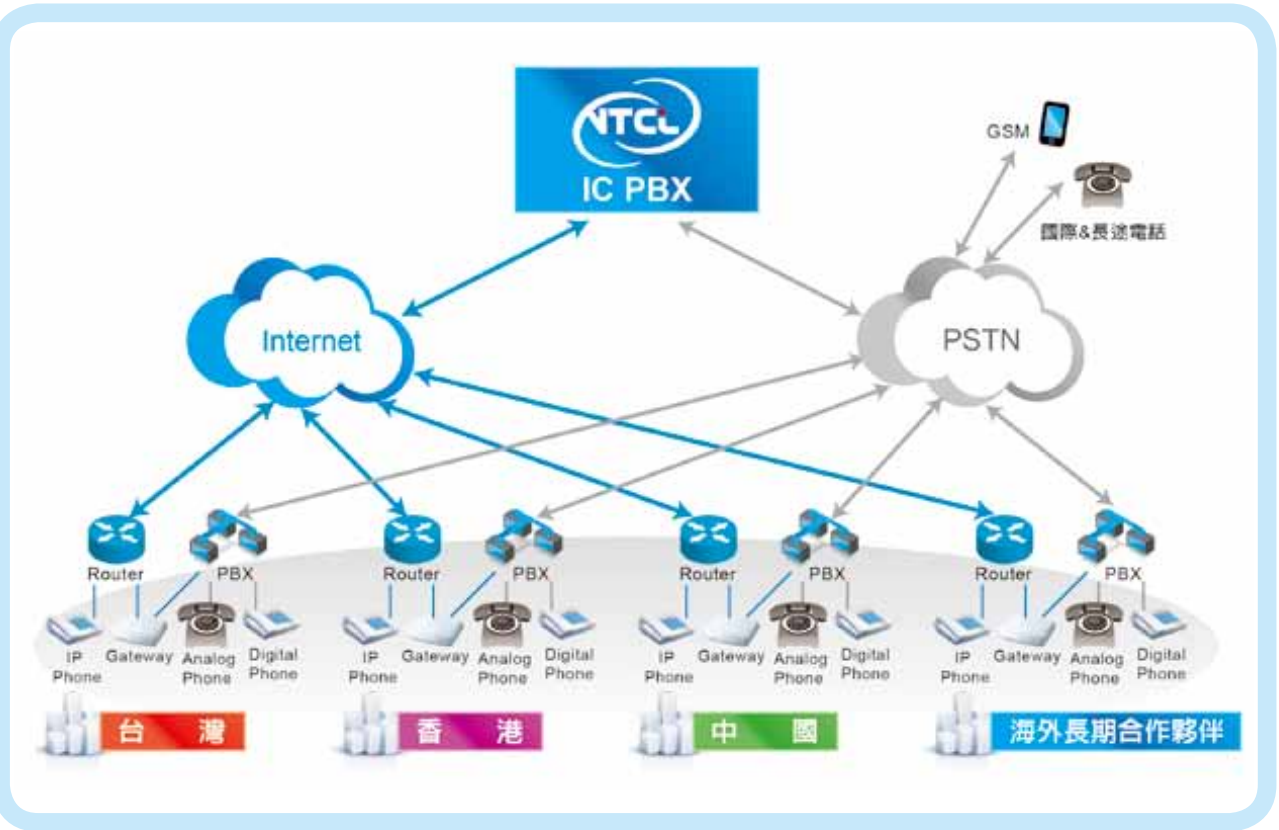 NTCL
IC PBX
GSM
國際&長途電話
Internet
PSTN
Router
PBX
Router
PBX
Router
PBX
Router
PBX
IP
Phone
Gateway
Analog
Phone
Digital
Phone
IP
Phone
Gateway
Analog
Phone
Digital
Phone
IP
Phone
Gateway
Analog
Phone
Digital
Phone
IP
Phone
Gateway
Analog
Phone
Digital
Phone
台灣
香港
中國
海外長期合作夥伴